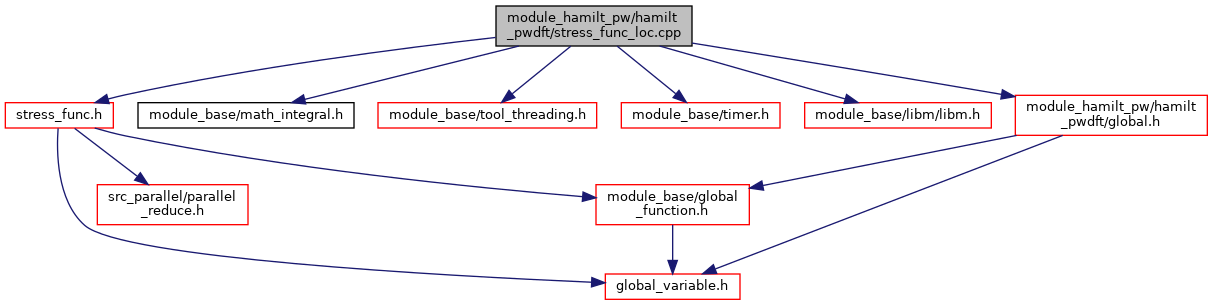 module_hamilt_pw/hamilt
_pwdft/stress_func_loc.cpp
stress_func.h
module_base/math_integral.h
module_base/tool_threading.h
module_base/timer.h
module_base/libm/libm.h
module_hamilt_pw/hamilt
_pwdft/global.h
src_parallel/parallel
_reduce.h
module_base/global
_function.h
global_variable.h